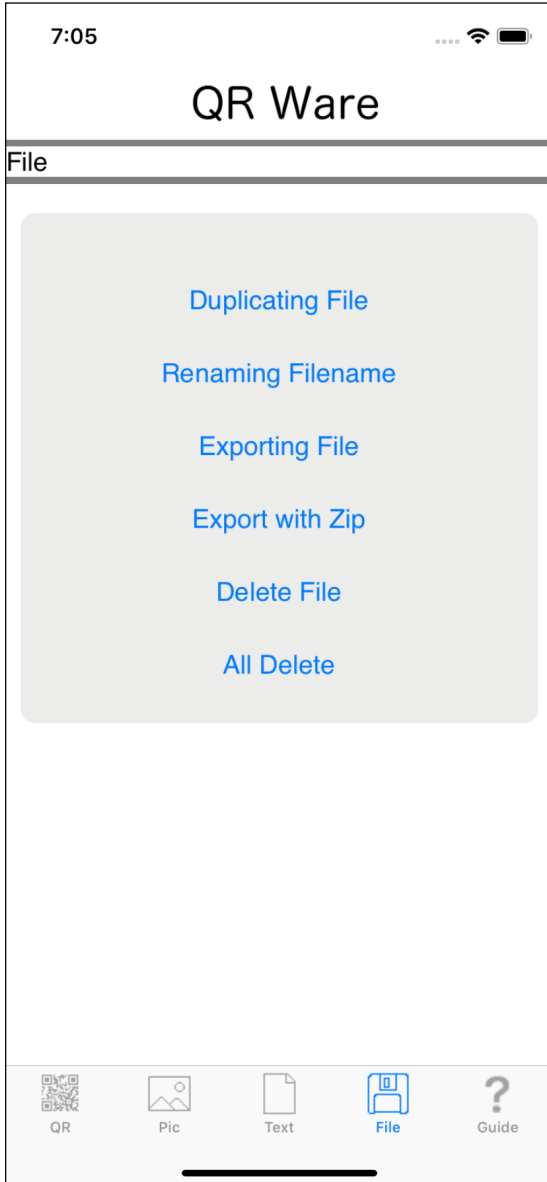 7:05
QR Ware
File
Duplicating File
Renaming Filename
Exporting File
Export with Zip
Delete File
All Delete
QR Pic Text File Guide